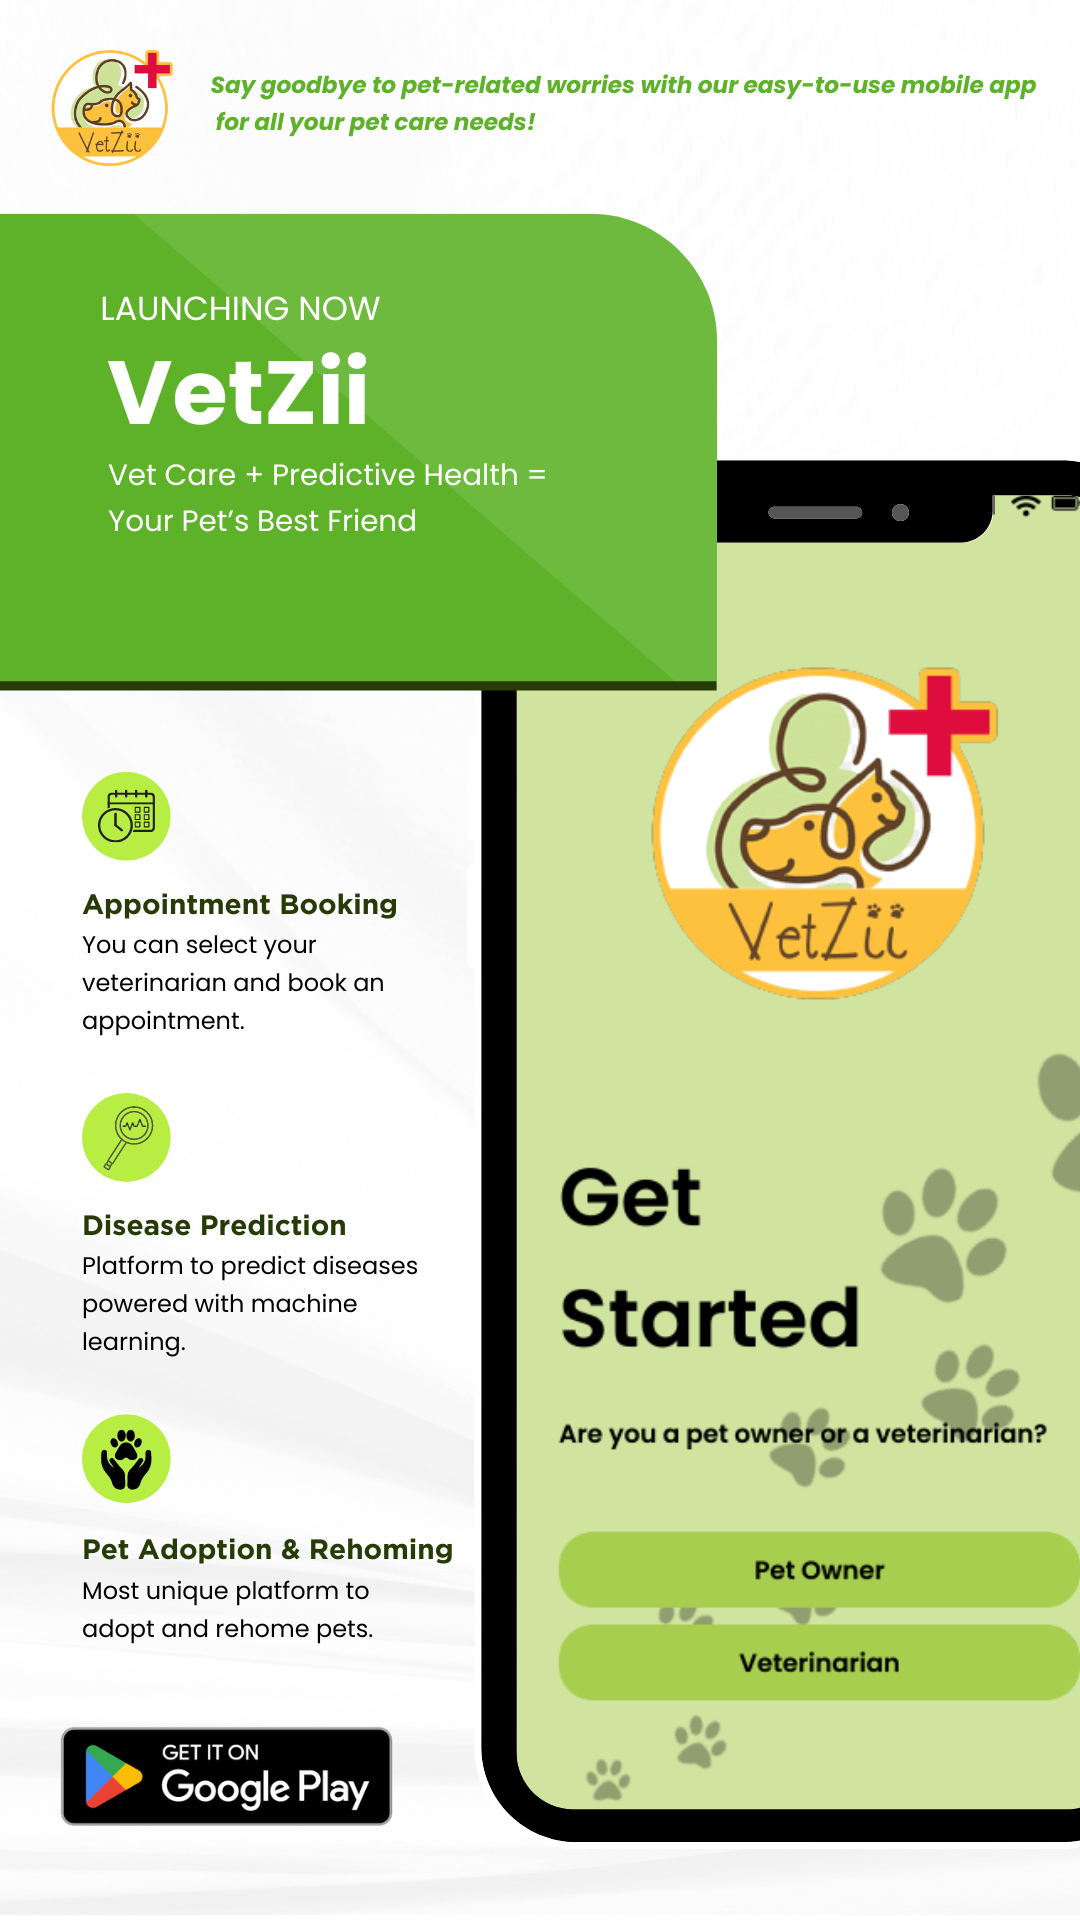 VetZii
Say goodbye to pet-related worries with our easy-to-use mobile app
for all your pet care needs!
LAUNCHING NOW
VetZii
Vet Care + Predictive Health =
Your Pet's Best Friend
Appointment Booking
You can select your
veterinarian and book an
appointment.
Disease Prediction
Platform to predict diseases
powered with machine
learning.
Pet Adoption & Rehoming
Most unique platform to
adopt and rehome pets.
GET IT ON
Google Play
VetZii
Get
Started
Are you a pet owner or a veterinarian?
Pet Owner
Veterinarian